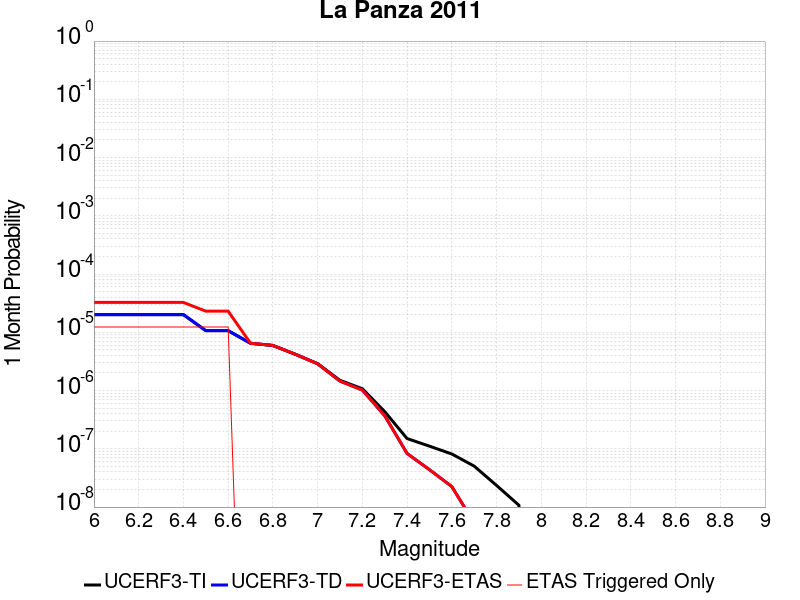 La Panza 2011
10^0
10^-1
10^-2
10^-3
10^-4
10^-5
10^-6
10^-7
10^-8
1 Month Probability
6 6.2 6.4 6.6 6.8 7 7.2 7.4 7.6 7.8 8 8.2 8.4 8.6 8.8 9
Magnitude
UCERF3-TI UCERF3-TD UCERF3-ETAS ETAS Triggered Only